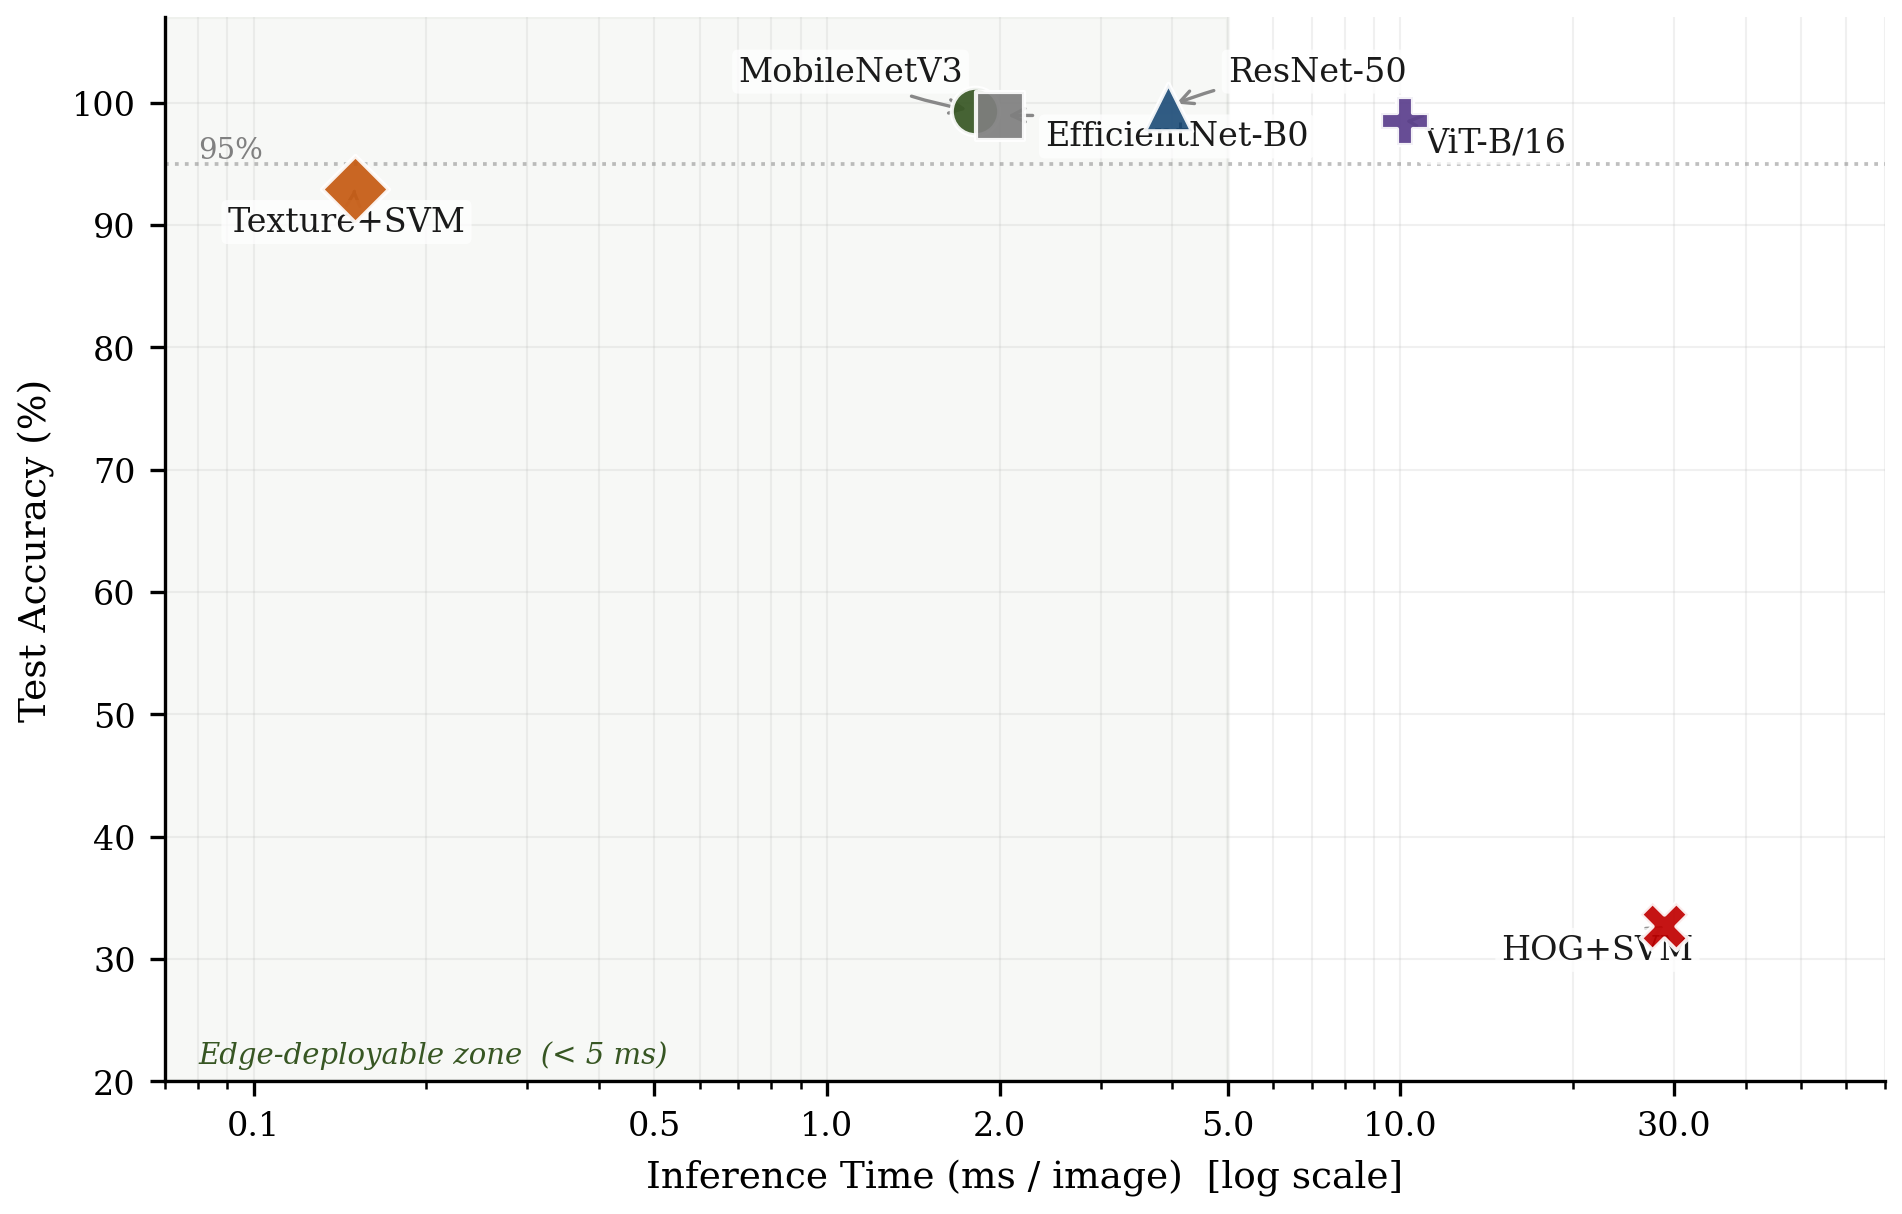 MobileNetV3
ResNet-50
EfficientNet-B0
ViT-B/16
95%
Texture+SVM
HOG+SVM
Edge-deployable zone (< 5 ms)
100
90
80
70
60
50
40
30
20
Test Accuracy (%)
0.1 0.5 1.0 2.0 5.0 10.0 30.0
Inference Time (ms / image) [log scale]